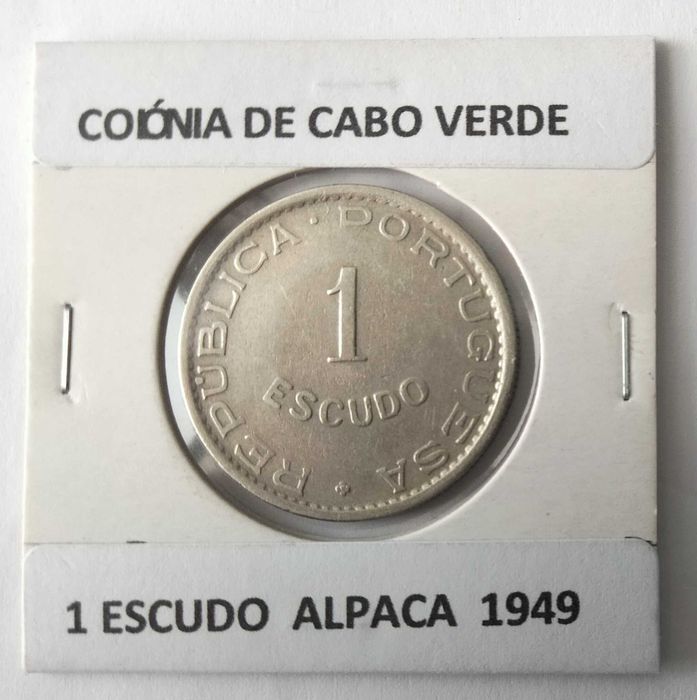 COLÓNIA DE CABO VERDE
REPÚBLICA · PORTUGUESA
1
ESCUDO
1 ESCUDO ALPACA 1949